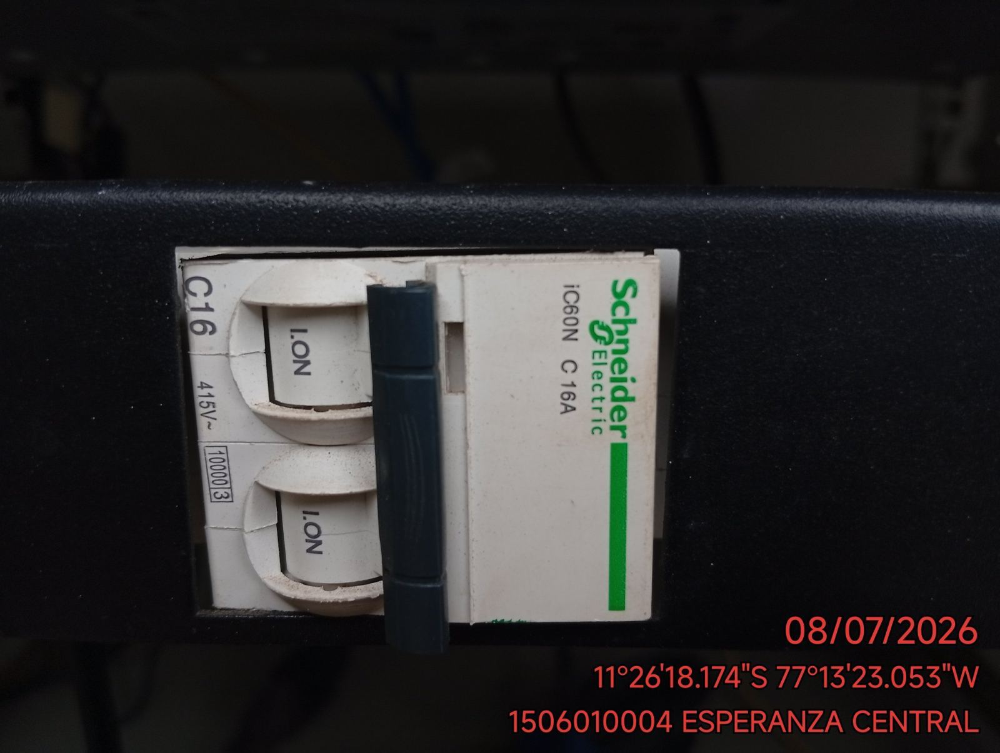 Schneider
Electric
iC60N C 16A
I.ON
I.ON
C16
415V~
10000 3
08/07/2026
11°26'18.174"S 77°13'23.053"W
1506010004 ESPERANZA CENTRAL